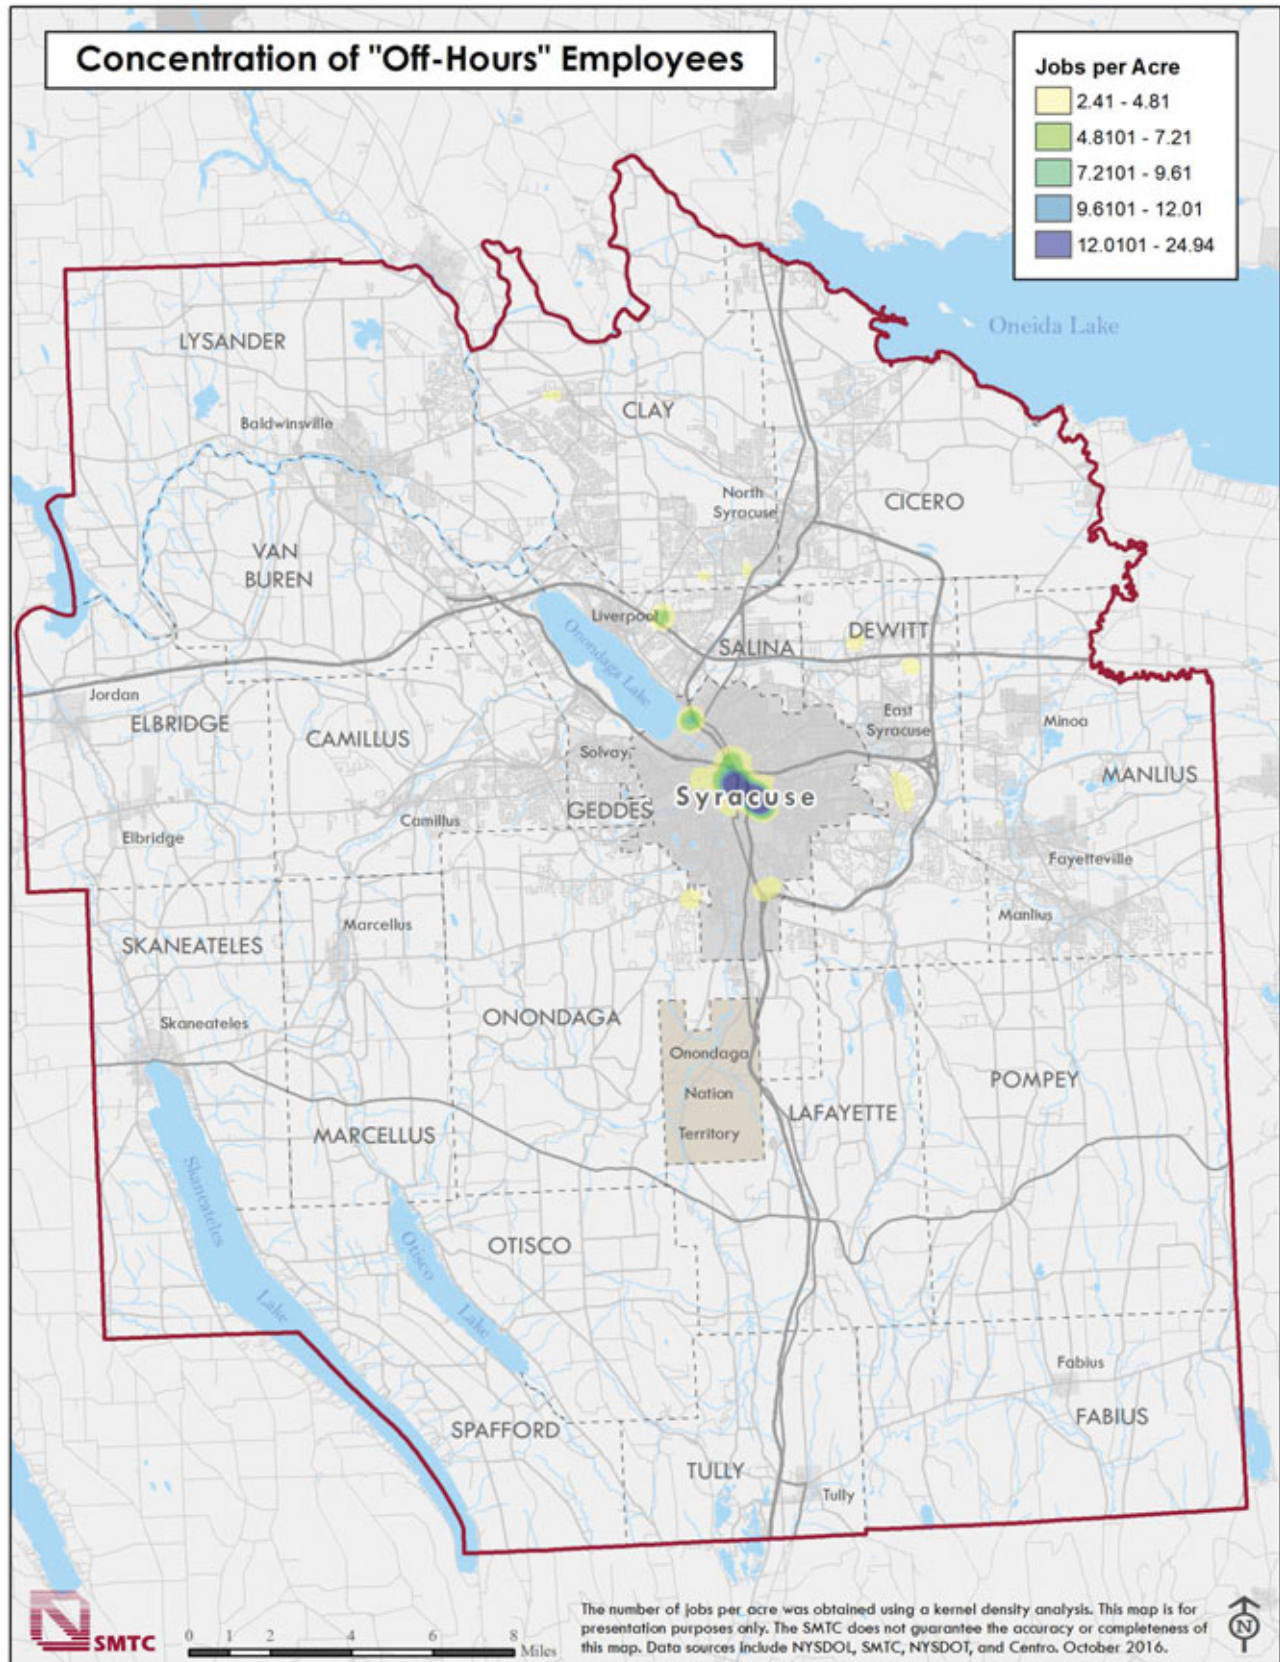 Concentration of "Off-Hours" Employees
Jobs per Acre
2.41 - 4.81
4.8101 - 7.21
7.2101 - 9.61
9.6101 - 12.01
12.0101 - 24.94
Oneida Lake
LYSANDER
CLAY
Baldwinsville
North
Syracuse
CICERO
VAN
BUREN
Liverpool
DEWITT
SALINA
Onondaga Lake
Jordan
ELBRIDGE
CAMILLUS
Solvay
East
Syracuse
Minoa
MANLIUS
Syracuse
GEDDES
Camillus
Elbridge
Fayetteville
Marcellus
Manlius
SKANEATELES
Skaneateles
ONONDAGA
Onondaga
Nation
Territory
POMPEY
LAFAYETTE
MARCELLUS
Skaneateles
Lake
OTISCO
Otisco
Lake
Fabius
FABIUS
SPAFFORD
TULLY
Tully
SMTC
0 1 2 4 6 8
Miles
The number of jobs per acre was obtained using a kernel density analysis. This map is for
presentation purposes only. The SMTC does not guarantee the accuracy or completeness of
this map. Data sources include NYSDOL, SMTC, NYSDOT, and Centro. October 2016.
N